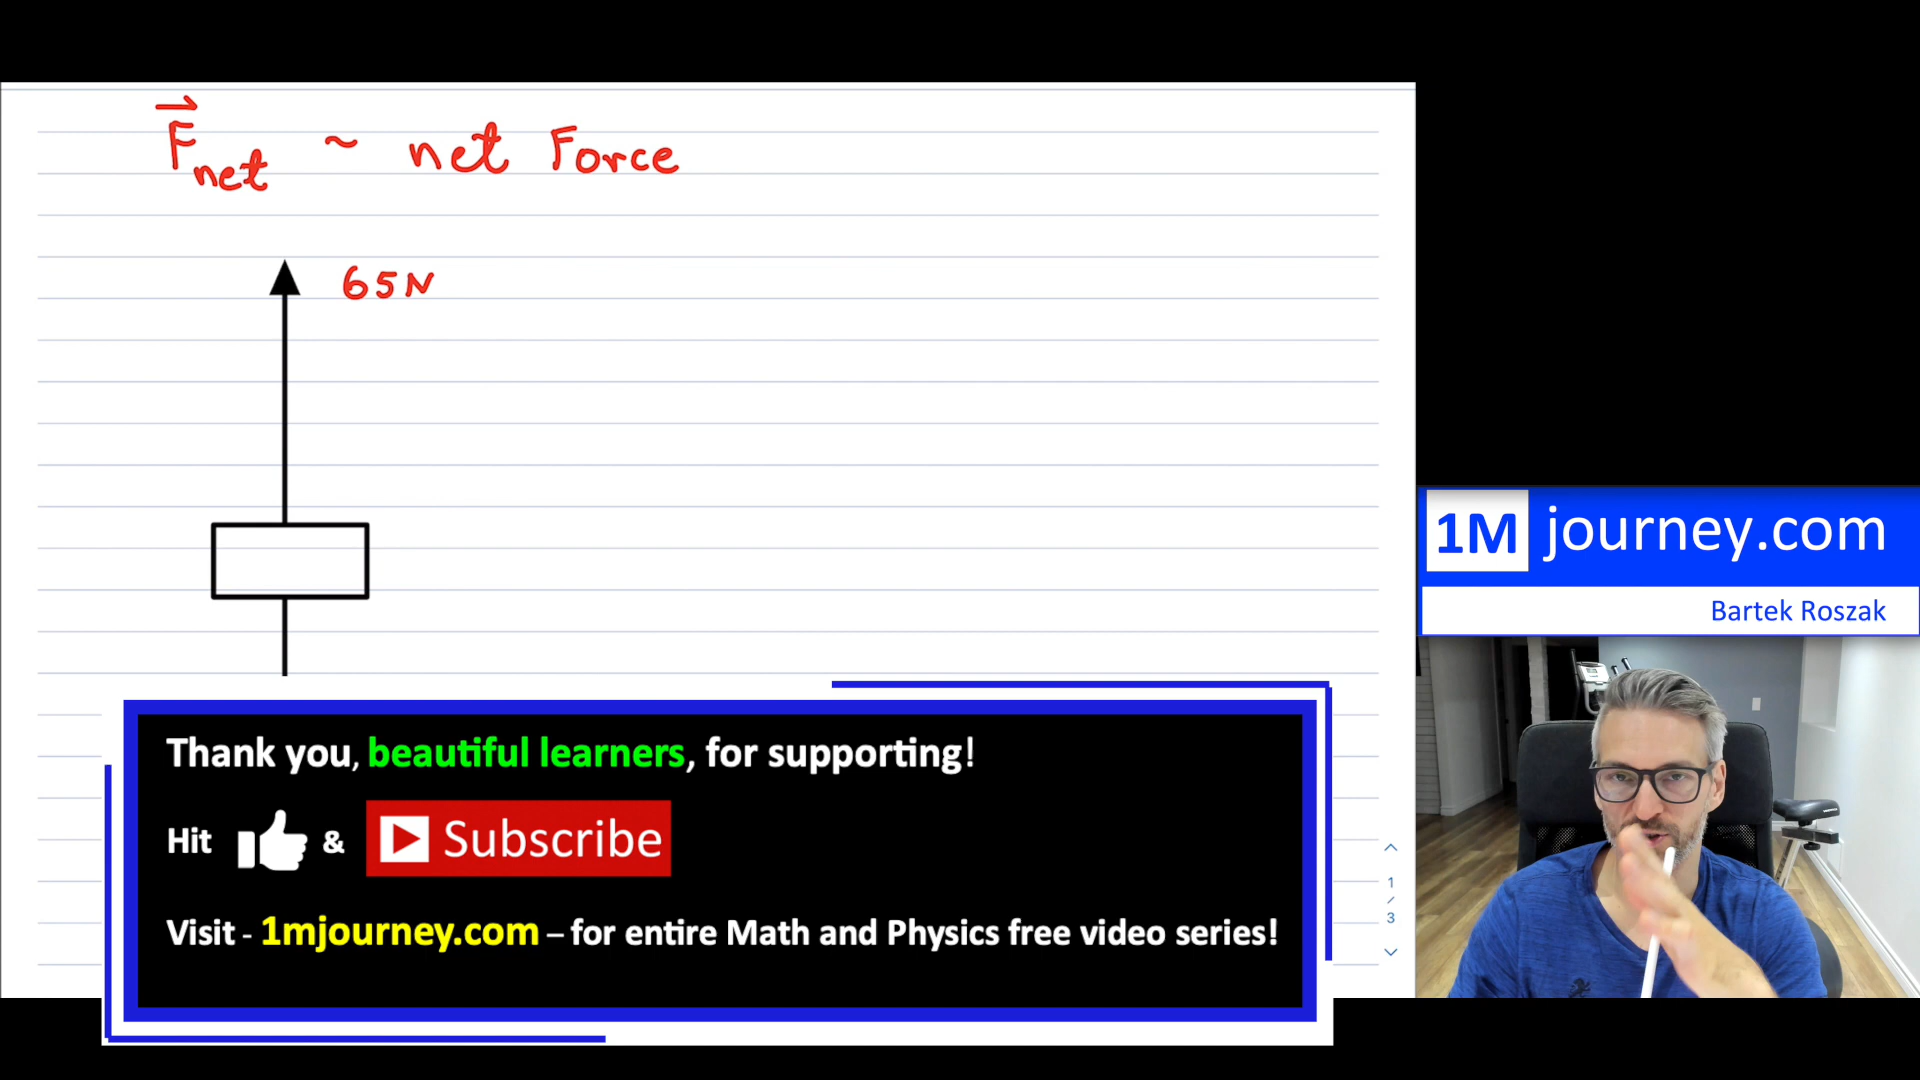 F⃗net ~ net Force
65N
1M journey.com
Bartek Roszak
Thank you, beautiful learners, for supporting!
Hit & Subscribe
Visit - 1mjourney.com – for entire Math and Physics free video series!
1
/
3